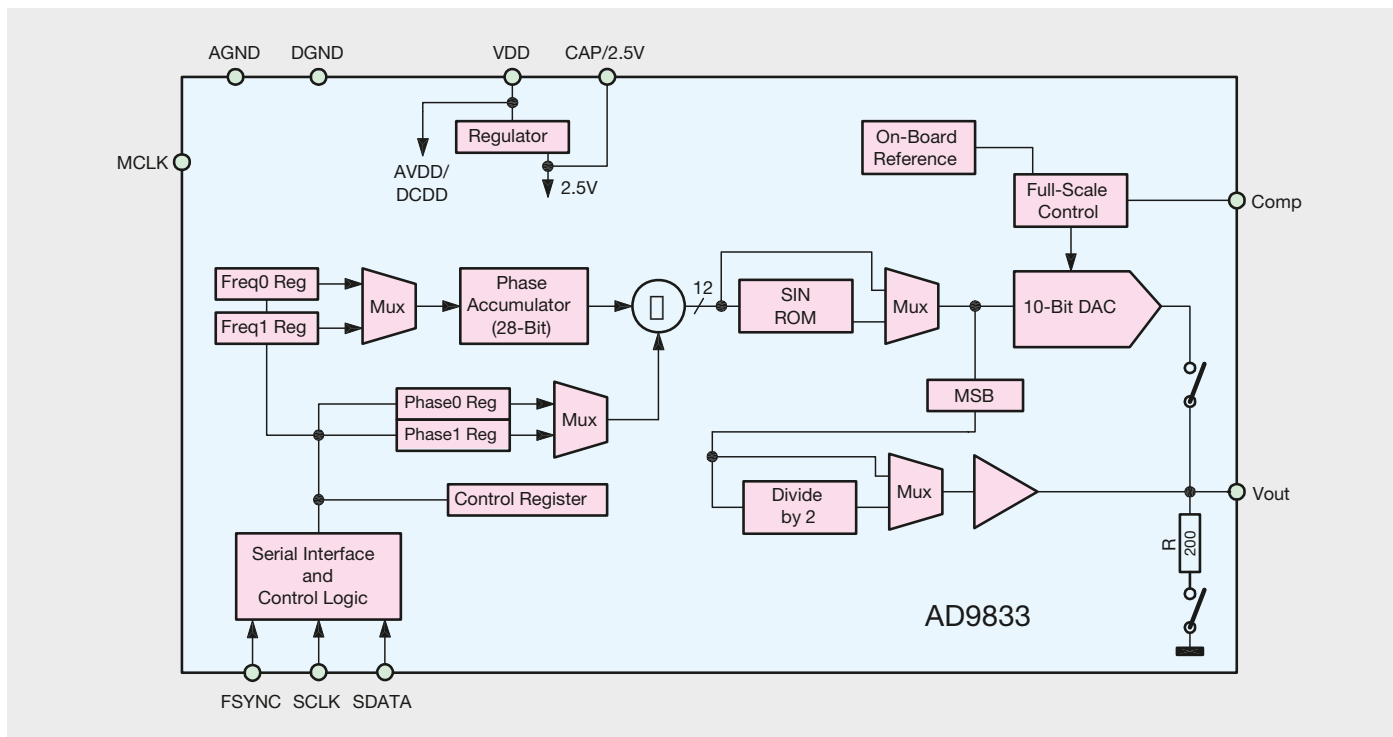 AGND
DGND
VDD
CAP/2.5V
MCLK
Regulator
AVDD/
DCDD
2.5V
On-Board
Reference
Full-Scale
Control
Comp
Freq0 Reg
Freq1 Reg
Mux
Phase
Accumulator
(28-Bit)
12
SIN
ROM
Mux
10-Bit DAC
Phase0 Reg
Phase1 Reg
Mux
MSB
Control Register
Divide
by 2
Mux
Vout
R
200
Serial Interface
and
Control Logic
AD9833
FSYNC
SCLK
SDATA